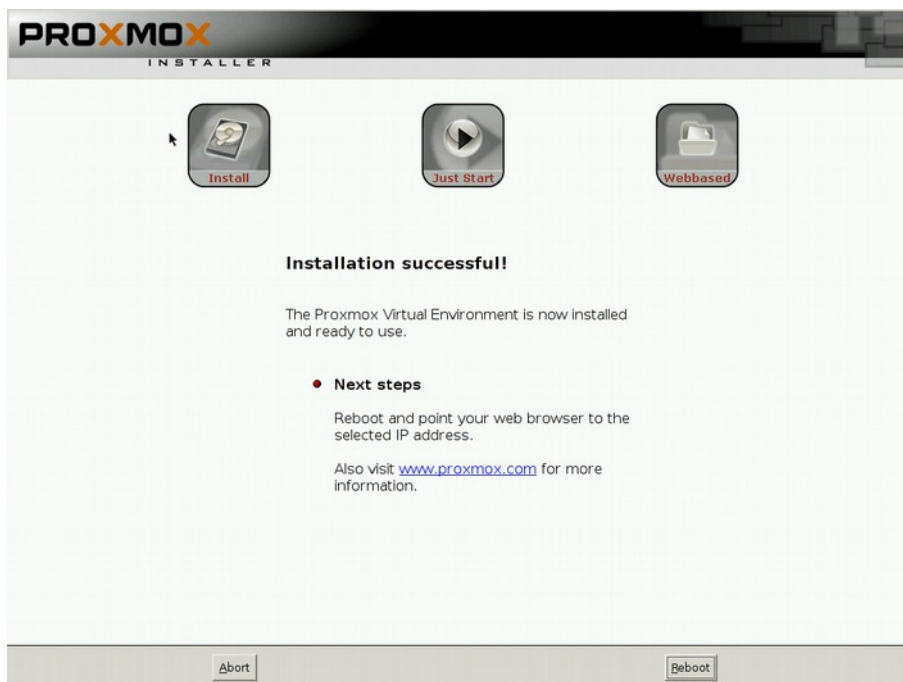 PROXMOX
INSTALLER
Install
Just Start
Webbased
Installation successful!
The Proxmox Virtual Environment is now installed
and ready to use.
Next steps
Reboot and point your web browser to the
selected IP address.
Also visit www.proxmox.com for more
information.
Abort
Reboot